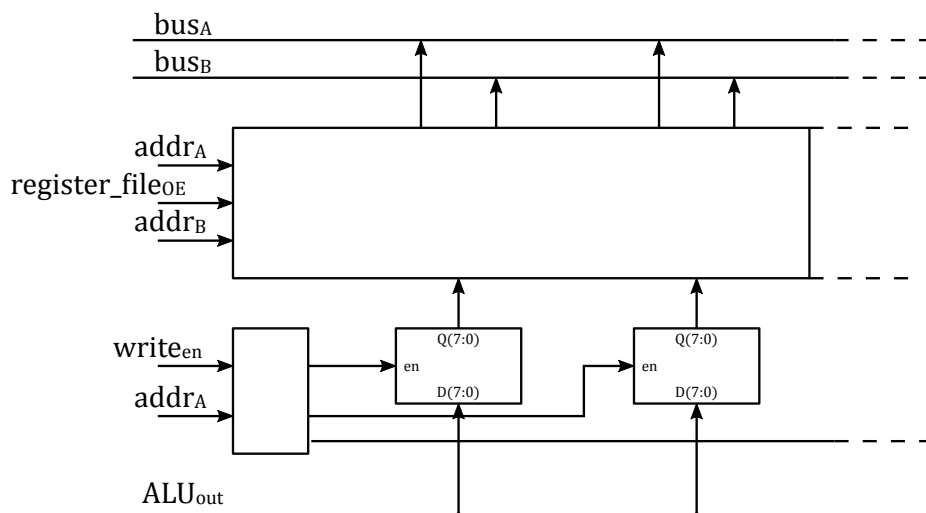 busA
busB
addrA
register_fileOE
addrB
writeen
Q(7:0)
Q(7:0)
en
en
addrA
D(7:0)
D(7:0)
ALUout